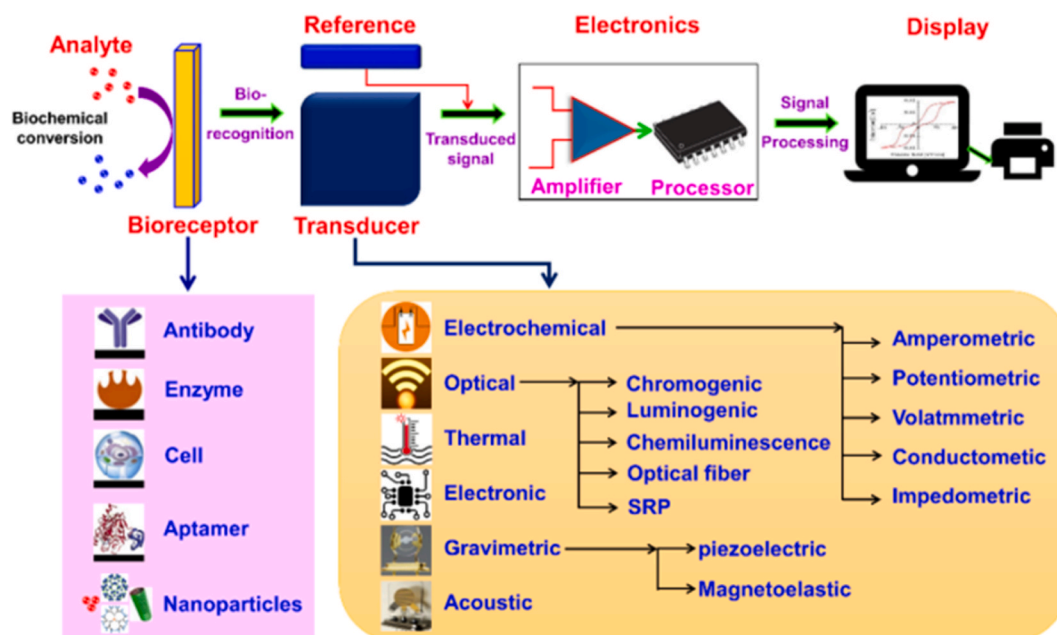 Analyte
Reference
Electronics
Display
Biochemical
conversion
Bio-
recognition
Transduced
signal
Amplifier
Processor
Signal
Processing
Bioreceptor
Transducer
Antibody
Enzyme
Cell
Aptamer
Nanoparticles
Electrochemical
Optical
Thermal
Electronic
Gravimetric
Acoustic
Chromogenic
Luminogenic
Chemiluminescence
Optical fiber
SRP
piezoelectric
Magnetoelastic
Amperometric
Potentiometric
Volatmmetric
Conductometic
Impedometric